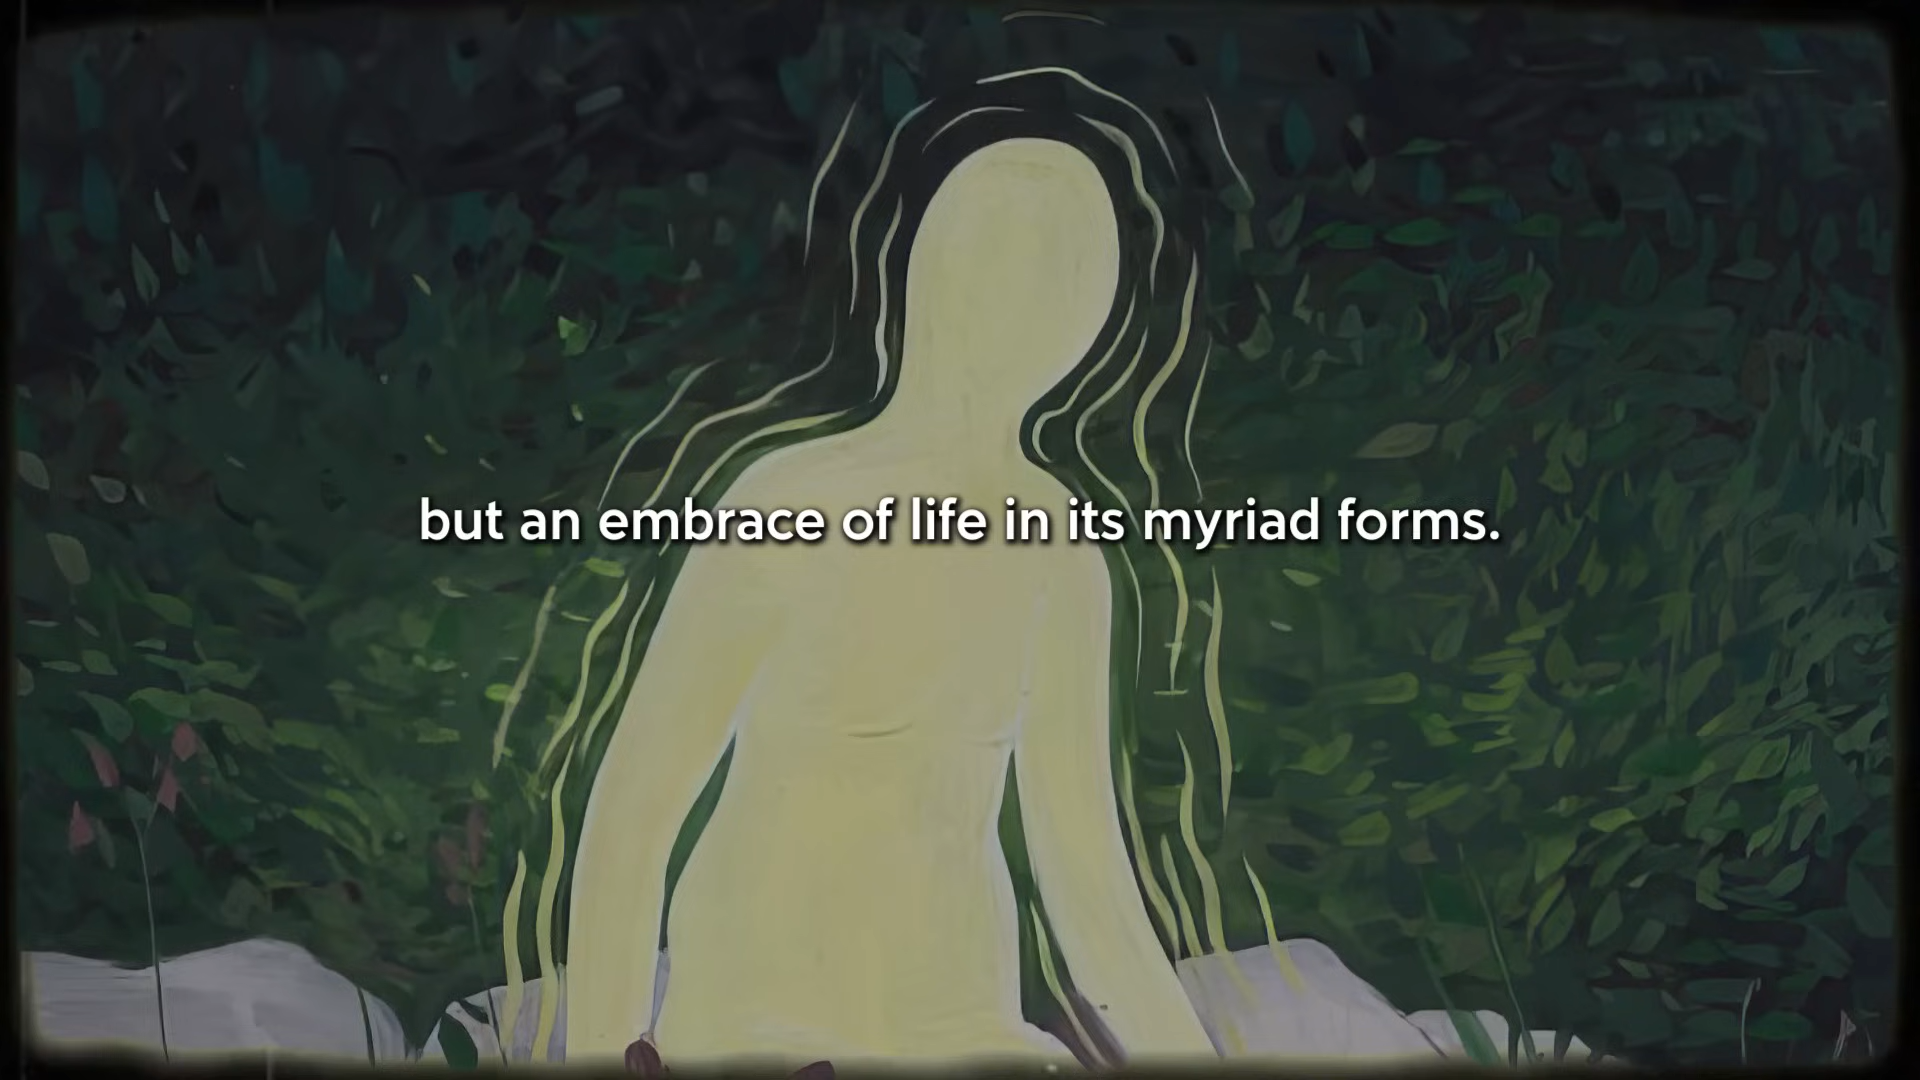 but an embrace of life in its myriad forms.